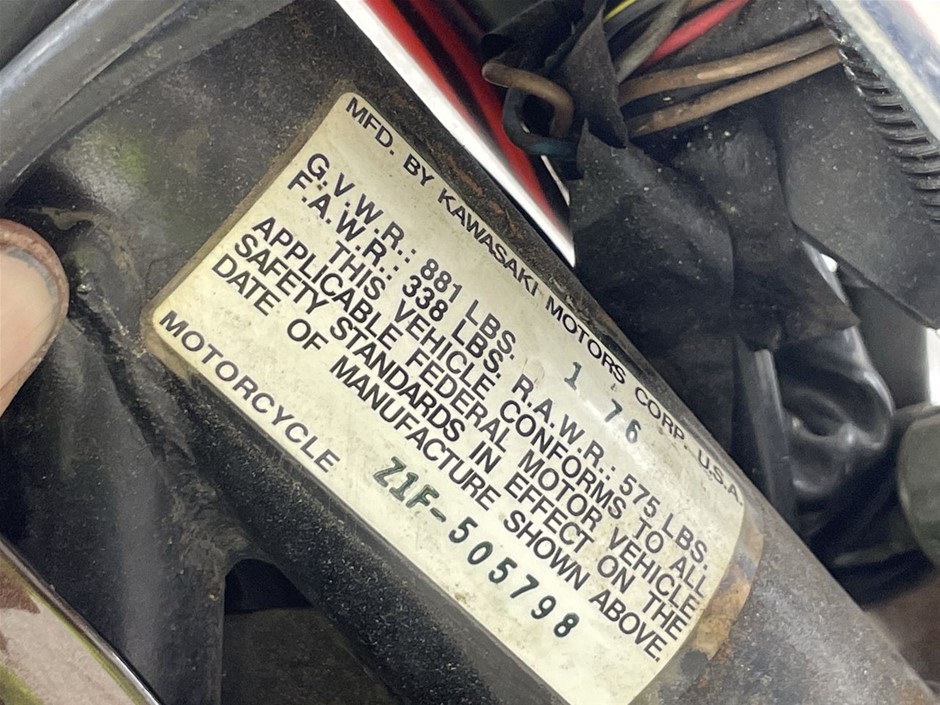 MFD. BY KAWASAKI MOTORS CORP. U.S.A.
1 76
G.V.W.R.: 881 LBS.
F.A.W.R.: 338 LBS. R.A.W.R.: 575 LBS.
THIS VEHICLE CONFORMS TO ALL
APPLICABLE FEDERAL MOTOR VEHICLE
SAFETY STANDARDS IN EFFECT ON THE
DATE OF MANUFACTURE SHOWN ABOVE.
MOTORCYCLE Z1F-505798